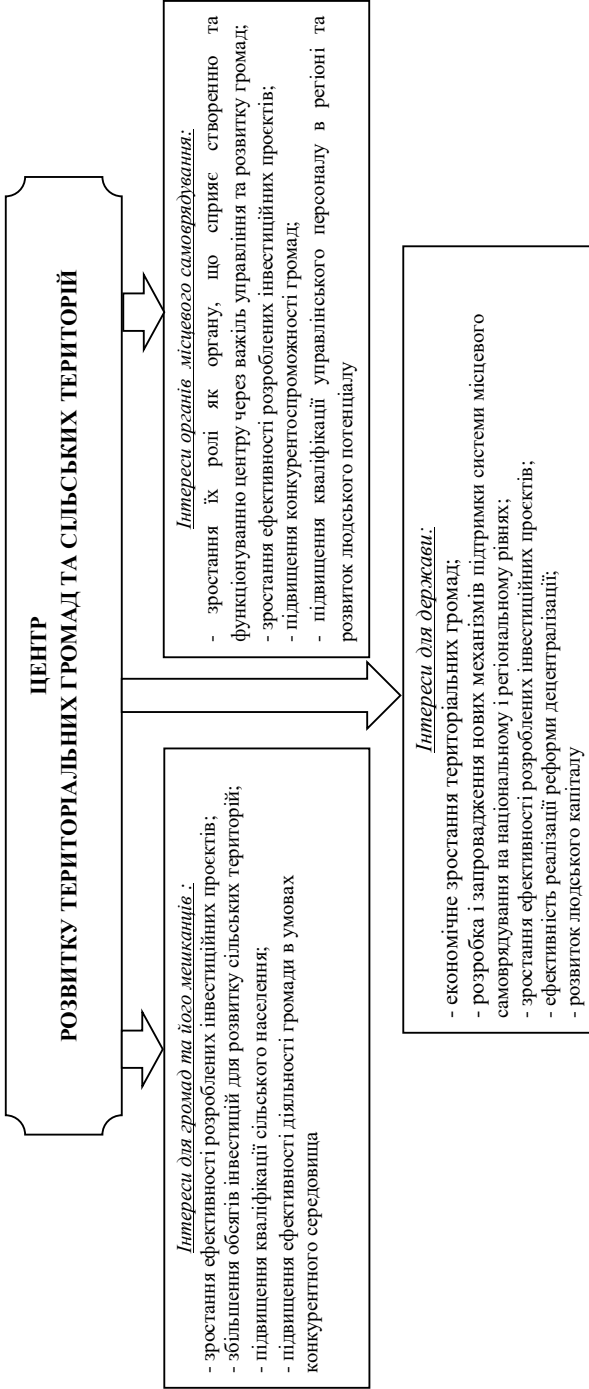 ЦЕНТР
РОЗВИТКУ ТЕРИТОРІАЛЬНИХ ГРОМАД ТА СІЛЬСЬКИХ ТЕРИТОРІЙ
Інтереси для громад та його мешканців :
- зростання ефективності розроблених інвестиційних проєктів;
- збільшення обсягів інвестицій для розвитку сільських територій;
- підвищення кваліфікації сільського населення;
- підвищення ефективності діяльності громади в умовах
конкурентного середовища
Інтереси органів місцевого самоврядування:
- зростання їх ролі як органу, що сприяє створенню та
функціонуванню центру через важіль управління та розвитку громад;
- зростання ефективності розроблених інвестиційних проєктів;
- підвищення конкурентоспроможності громад;
- підвищення кваліфікації управлінського персоналу в регіоні та
розвиток людського потенціалу
Інтереси для держави:
- економічне зростання територіальних громад;
- розробка і запровадження нових механізмів підтримки системи місцевого
самоврядування на національному і регіональному рівнях;
- зростання ефективності розроблених інвестиційних проєктів;
- ефективність реалізації реформи децентралізації;
- розвиток людського капіталу